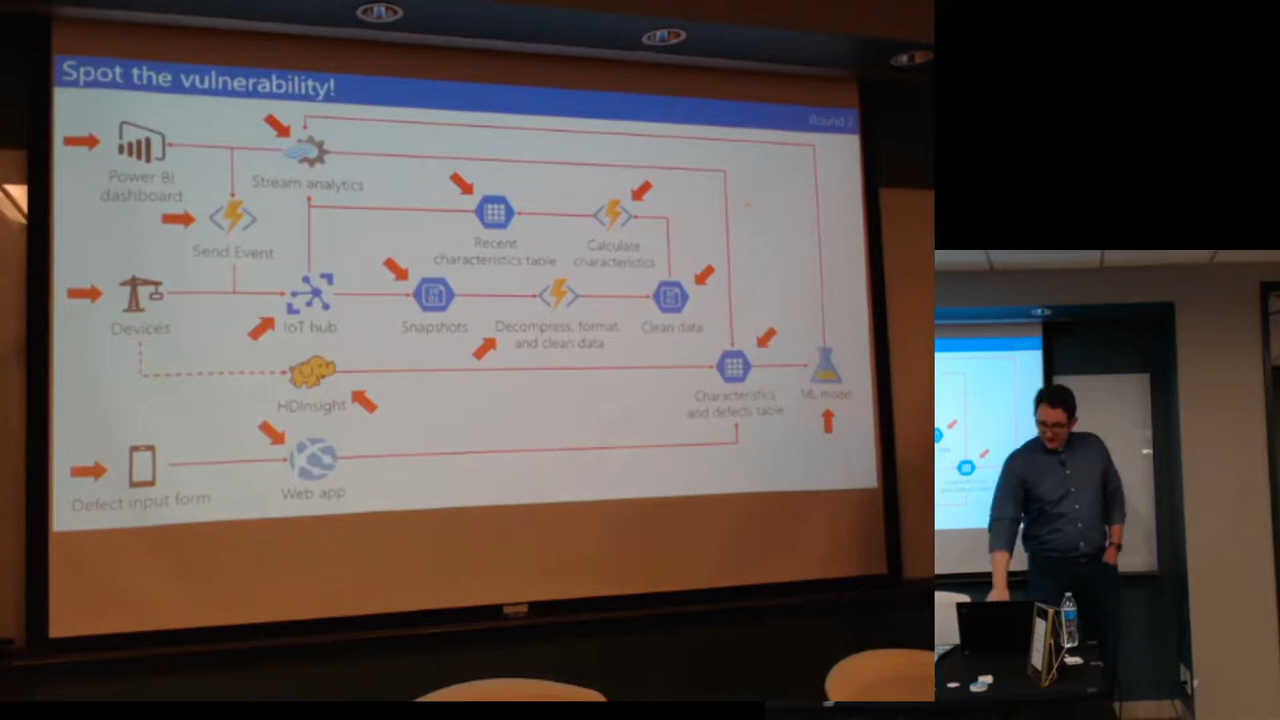 Spot the vulnerability!
Round 2
Power BI
dashboard
Stream analytics
Send Event
Recent
characteristics table
Calculate
characteristics
Devices
IoT hub
Snapshots
Decompress, format,
and clean data
Clean data
HDInsight
Characteristics
and defects table
ML model
Defect input form
Web app